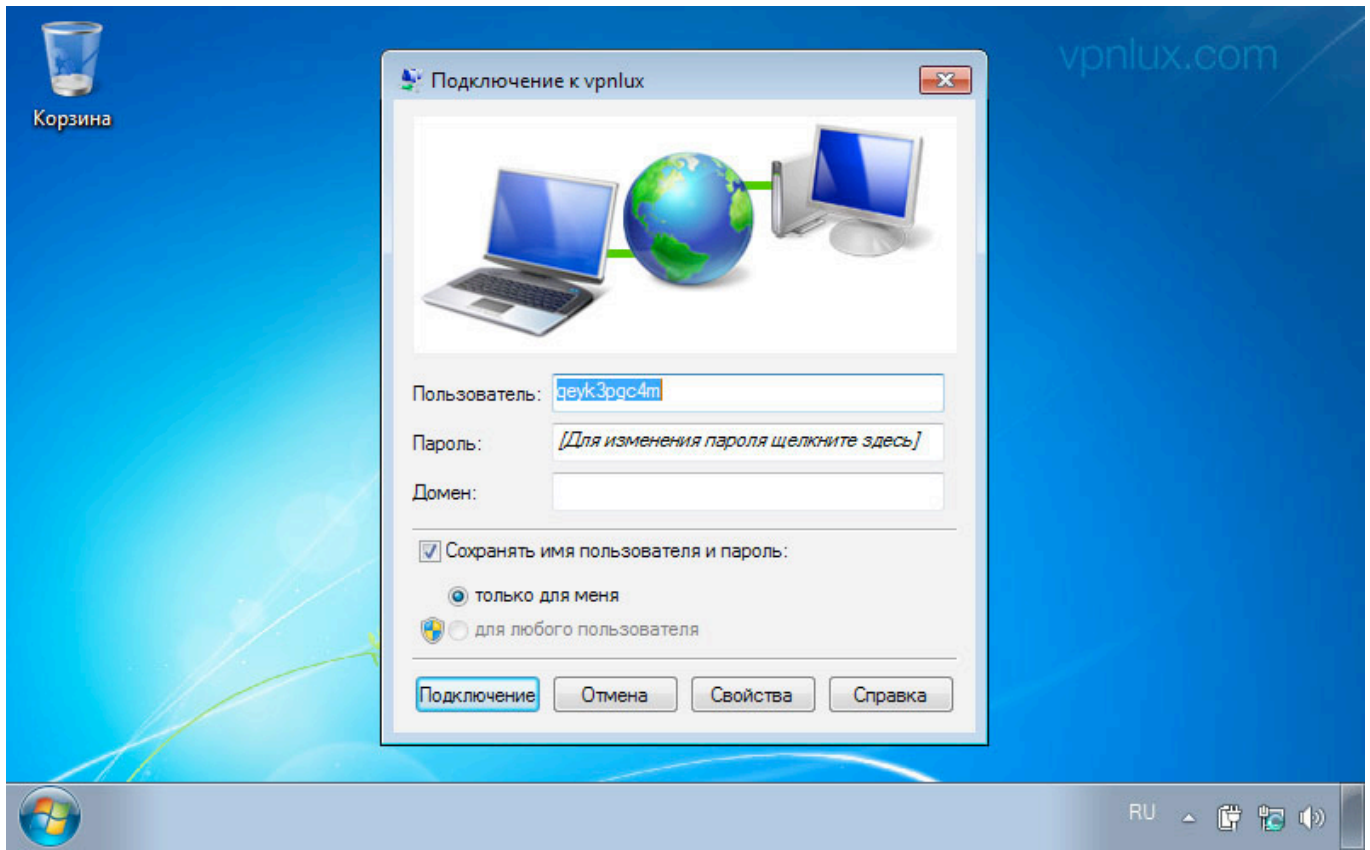 vpnlux.com
Корзина
Подключение к vpnlux
Пользователь: qeyk3pgc4m
Пароль: [Для изменения пароля щелкните здесь]
Домен:
Сохранять имя пользователя и пароль:
только для меня
для любого пользователя
Подключение Отмена Свойства Справка
RU